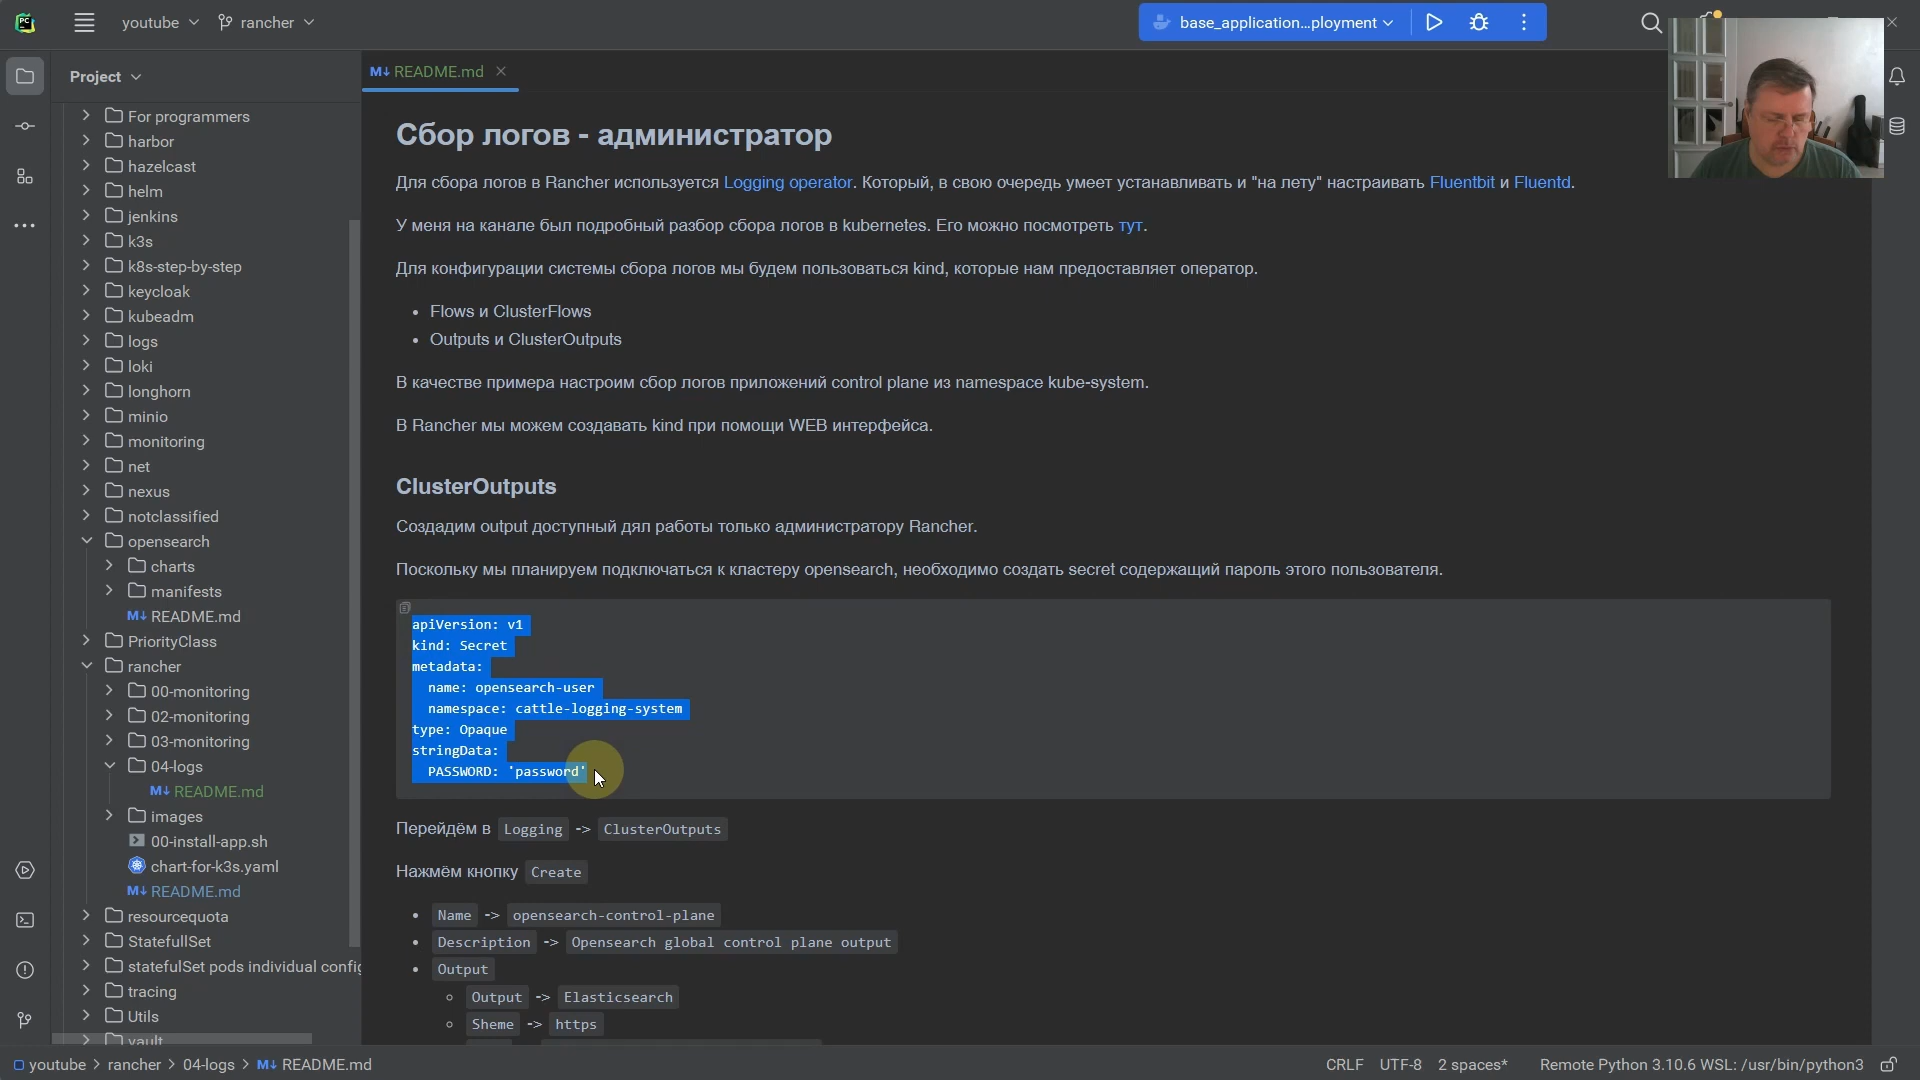 youtube
rancher
base_application...ployment
Project
README.md
For programmers
harbor
hazelcast
helm
jenkins
k3s
k8s-step-by-step
keycloak
kubeadm
logs
loki
longhorn
minio
monitoring
net
nexus
notclassified
opensearch
charts
manifests
README.md
PriorityClass
rancher
00-monitoring
02-monitoring
03-monitoring
04-logs
README.md
images
00-install-app.sh
chart-for-k3s.yaml
README.md
resourcequota
StatefullSet
statefulSet pods individual config
tracing
Utils
vault
Сбор логов - администратор
Для сбора логов в Rancher используется Logging operator. Который, в свою очередь умеет устанавливать и "на лету" настраивать Fluentbit и Fluentd.
У меня на канале был подробный разбор сбора логов в kubernetes. Его можно посмотреть тут.
Для конфигурации системы сбора логов мы будем пользоваться kind, которые нам предоставляет оператор.
• Flows и ClusterFlows
• Outputs и ClusterOutputs
В качестве примера настроим сбор логов приложений control plane из namespace kube-system.
В Rancher мы можем создавать kind при помощи WEB интерфейса.
ClusterOutputs
Создадим output доступный дял работы только администратору Rancher.
Поскольку мы планируем подключаться к кластеру opensearch, необходимо создать secret содержащий пароль этого пользователя.
apiVersion: v1
kind: Secret
metadata:
name: opensearch-user
namespace: cattle-logging-system
type: Opaque
stringData:
PASSWORD: 'password'
Перейдём в Logging -> ClusterOutputs
Нажмём кнопку Create
• Name -> opensearch-control-plane
• Description -> Opensearch global control plane output
• Output
Output -> Elasticsearch
Sheme -> https
youtube > rancher > 04-logs > README.md
CRLF UTF-8 2 spaces* Remote Python 3.10.6 WSL: /usr/bin/python3